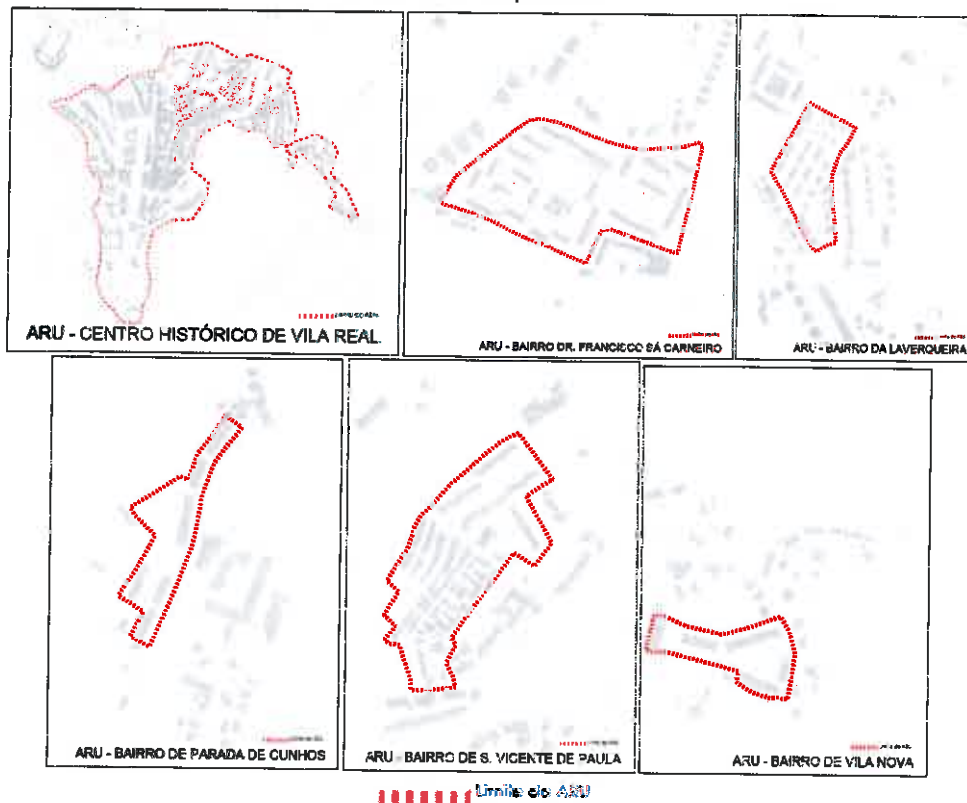 ARU - CENTRO HISTÓRICO DE VILA REAL
ARU - BAIRRO DR. FRANCISCO SÁ CARNEIRO
ARU - BAIRRO DA LAVERQUEIRA
ARU - BAIRRO DE PARADA DE CUNHOS
ARU - BAIRRO DE S. VICENTE DE PAULA
ARU - BAIRRO DE VILA NOVA
Limite do ARU